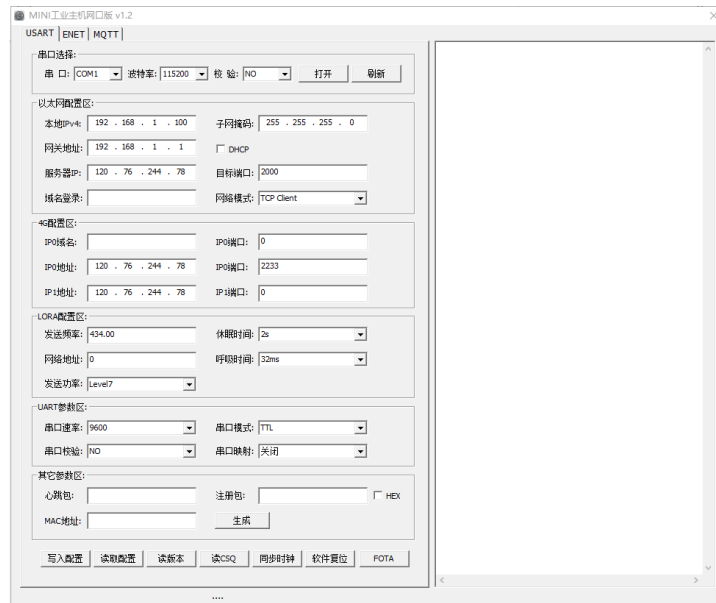 MINI工业主机网口版 v1.2
USART ENET MQTT
串口选择:
串 口: COM1 波特率: 115200 校 验: NO 打开 刷新
以太网配置区:
本地IPv4: 192 . 168 . 1 . 100 子网掩码: 255 . 255 . 255 . 0
网关地址: 192 . 168 . 1 . 1 DHCP
服务器IP: 120 . 76 . 244 . 78 目标端口: 2000
域名登录: 网络模式: TCP Client
4G配置区:
IP0域名: IP0端口: 0
IP0地址: 120 . 76 . 244 . 78 IP0端口: 2233
IP1地址: 120 . 76 . 244 . 78 IP1端口: 0
LORA配置区:
发送频率: 434.00 休眠时间: 2s
网络地址: 0 呼吸时间: 32ms
发送功率: Level7
UART参数区:
串口速率: 9600 串口模式: TTL
串口校验: NO 串口映射: 关闭
其它参数区:
心跳包: 注册包: HEX
MAC地址: 生成
写入配置 读取配置 读版本 读CSQ 同步时钟 软件复位 FOTA
....